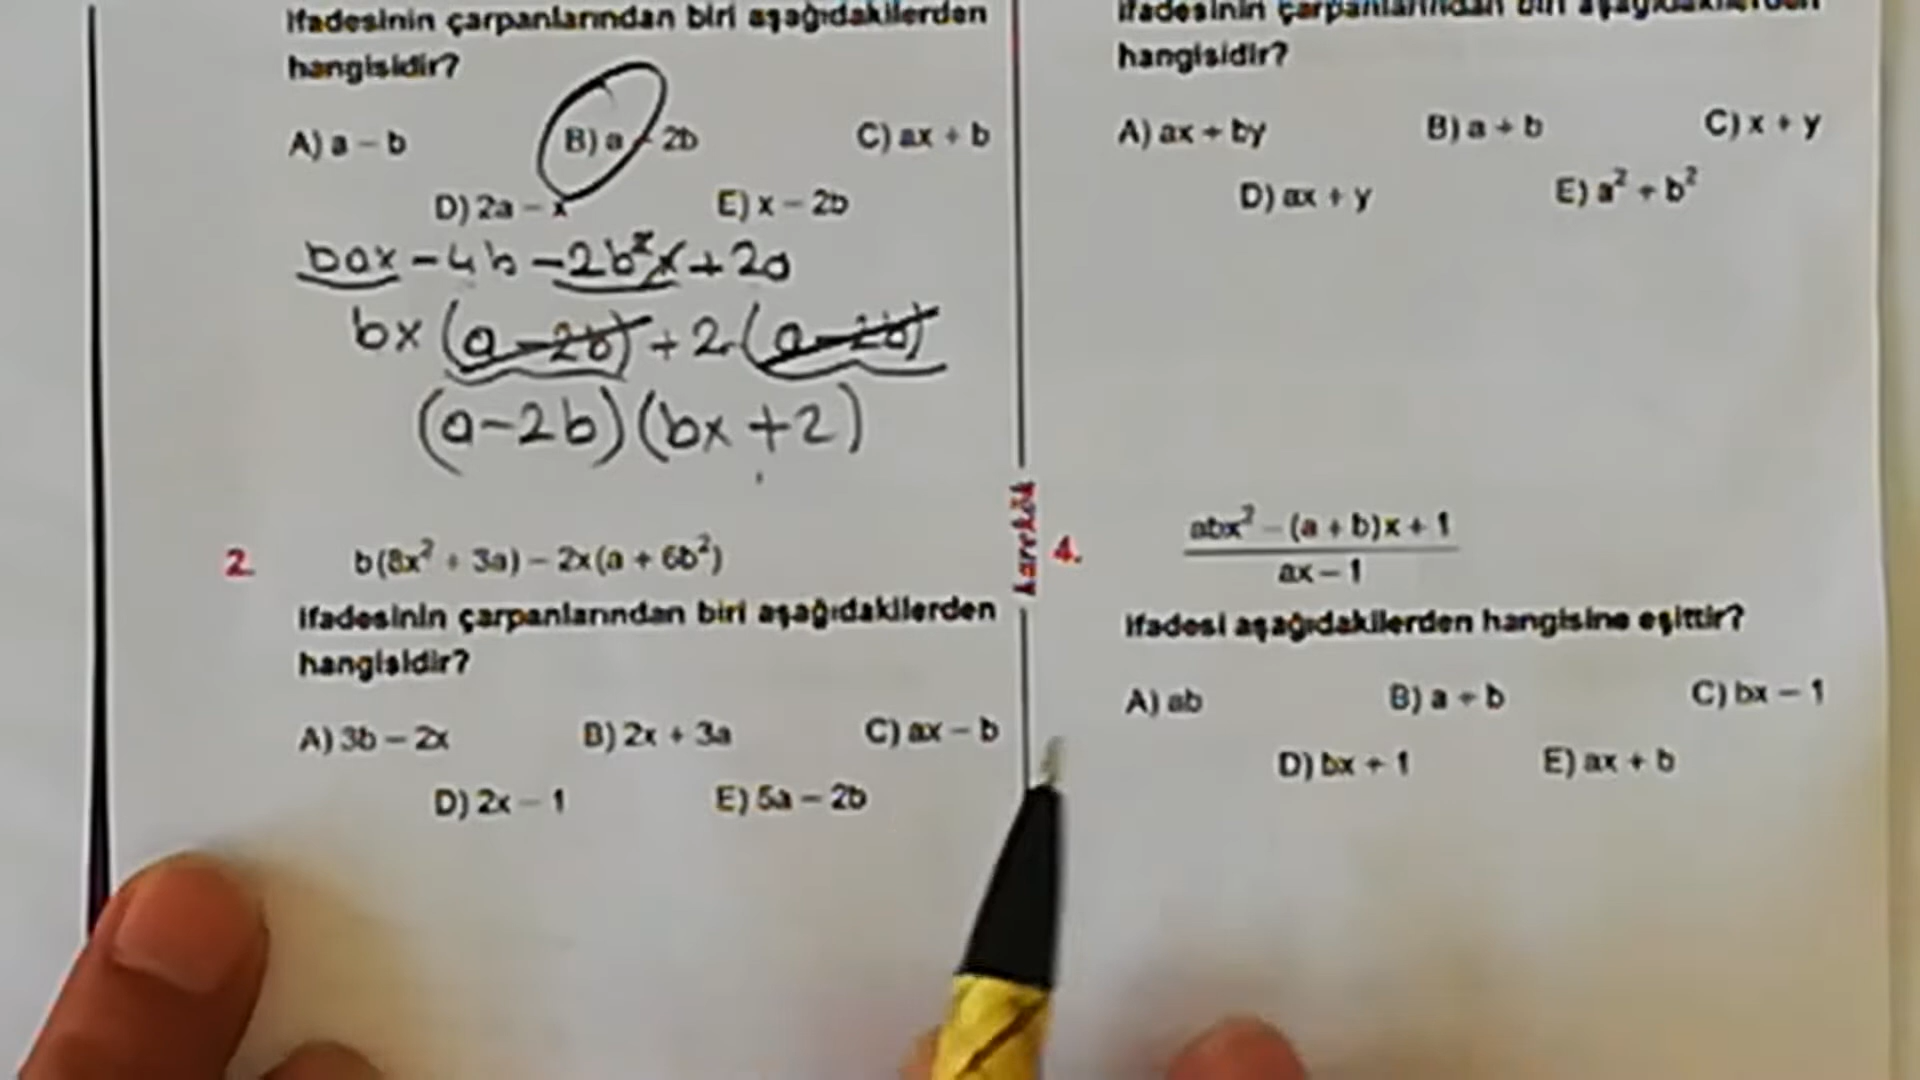 ifadesinin çarpanlarından biri aşağıdakilerden
hangisidir?
A) a – b B) a – 2b C) ax + b
D) 2a – x E) x – 2b
bax – 4b – 2b²x + 2a
bx (a – 2b) + 2.(a – 2b)
(a – 2b) (bx + 2)
2. b(8x² + 3a) – 2x(a + 6b²)
ifadesinin çarpanlarından biri aşağıdakilerden
hangisidir?
A) 3b – 2x B) 2x + 3a C) ax – b
D) 2x – 1 E) 5a – 2b
karekök
ifadesinin çarpanlarından biri aşağıdakilerden
hangisidir?
A) ax + by B) a + b C) x + y
D) ax + y E) a² + b²
4. abx² – (a + b)x + 1
ax – 1
ifadesi aşağıdakilerden hangisine eşittir?
A) ab B) a + b C) bx – 1
D) bx + 1 E) ax + b